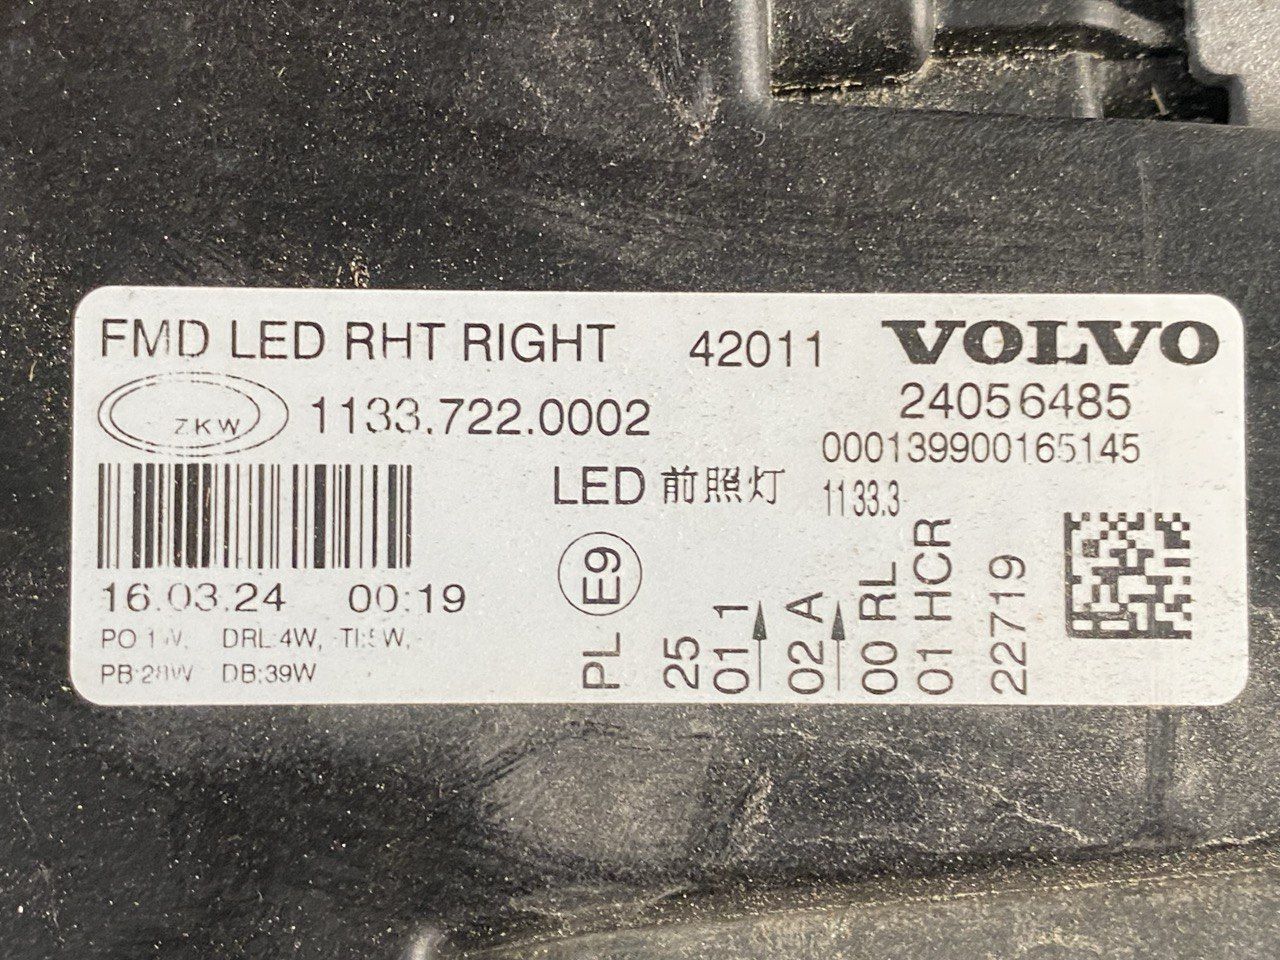 FMD LED RHT RIGHT 42011 VOLVO
24056485
ZKW 1133.722.0002
000139900165145
LED 前照灯 1133.3
16.03.24 00:19
PO 1W, DRL:4W, TI:5W,
PB:28W DB:39W
PL E9
25
01 1
02 A
00 RL
01 HCR
22719